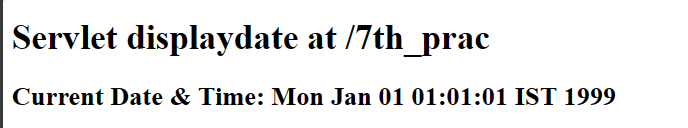 Servlet displaydate at /7th_prac
Current Date & Time: Mon Jan 01 01:01:01 IST 1999